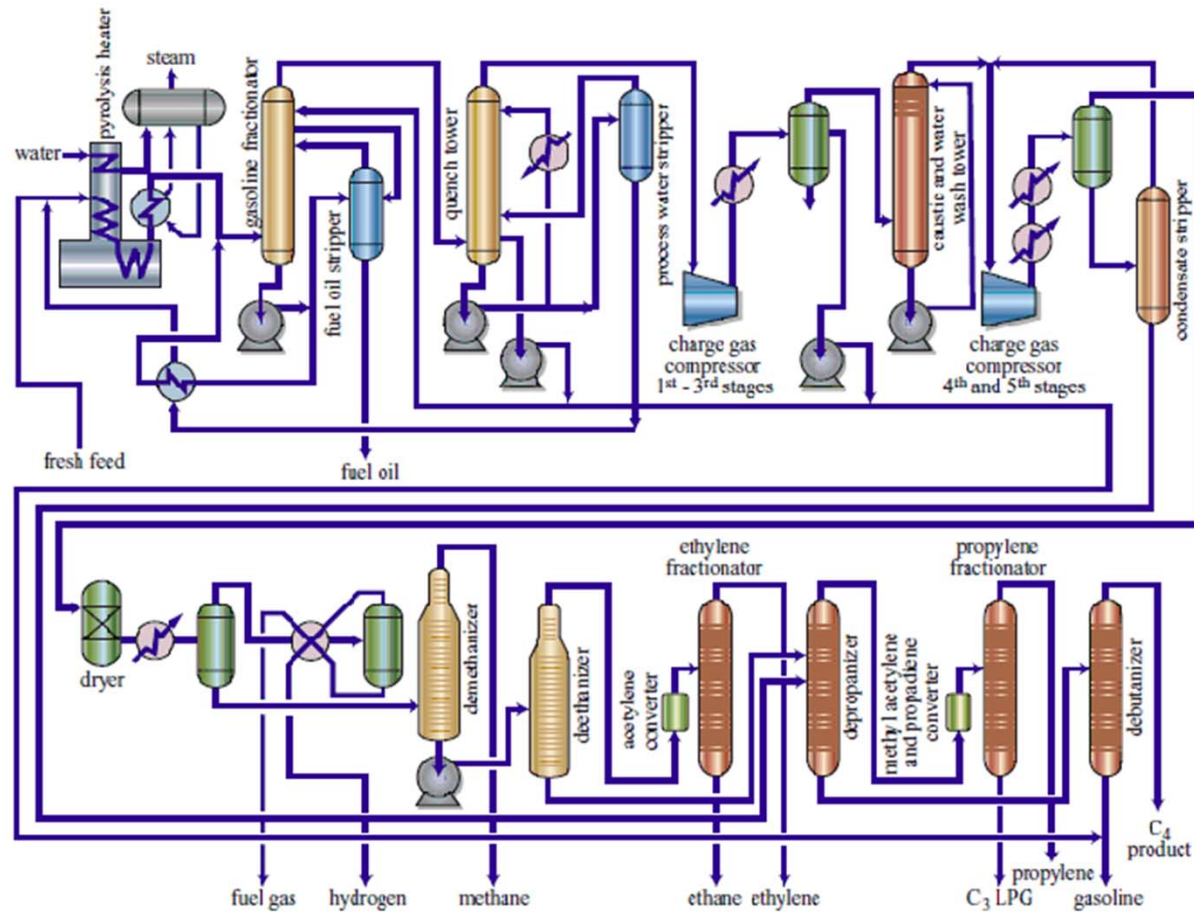 pyrolysis heater
steam
water
gasoline fractionator
fuel oil stripper
quench tower
process water stripper
caustic and water
wash tower
condensate stripper
charge gas
compressor
1st - 3rd stages
charge gas
compressor
4th and 5th stages
fresh feed
fuel oil
ethylene
fractionator
propylene
fractionator
dryer
demethanizer
deethanizer
acetylene
converter
depropanizer
methyl acetylene
and propadiene
converter
debutanizer
C4
product
fuel gas
hydrogen
methane
ethane
ethylene
C3 LPG
propylene
gasoline